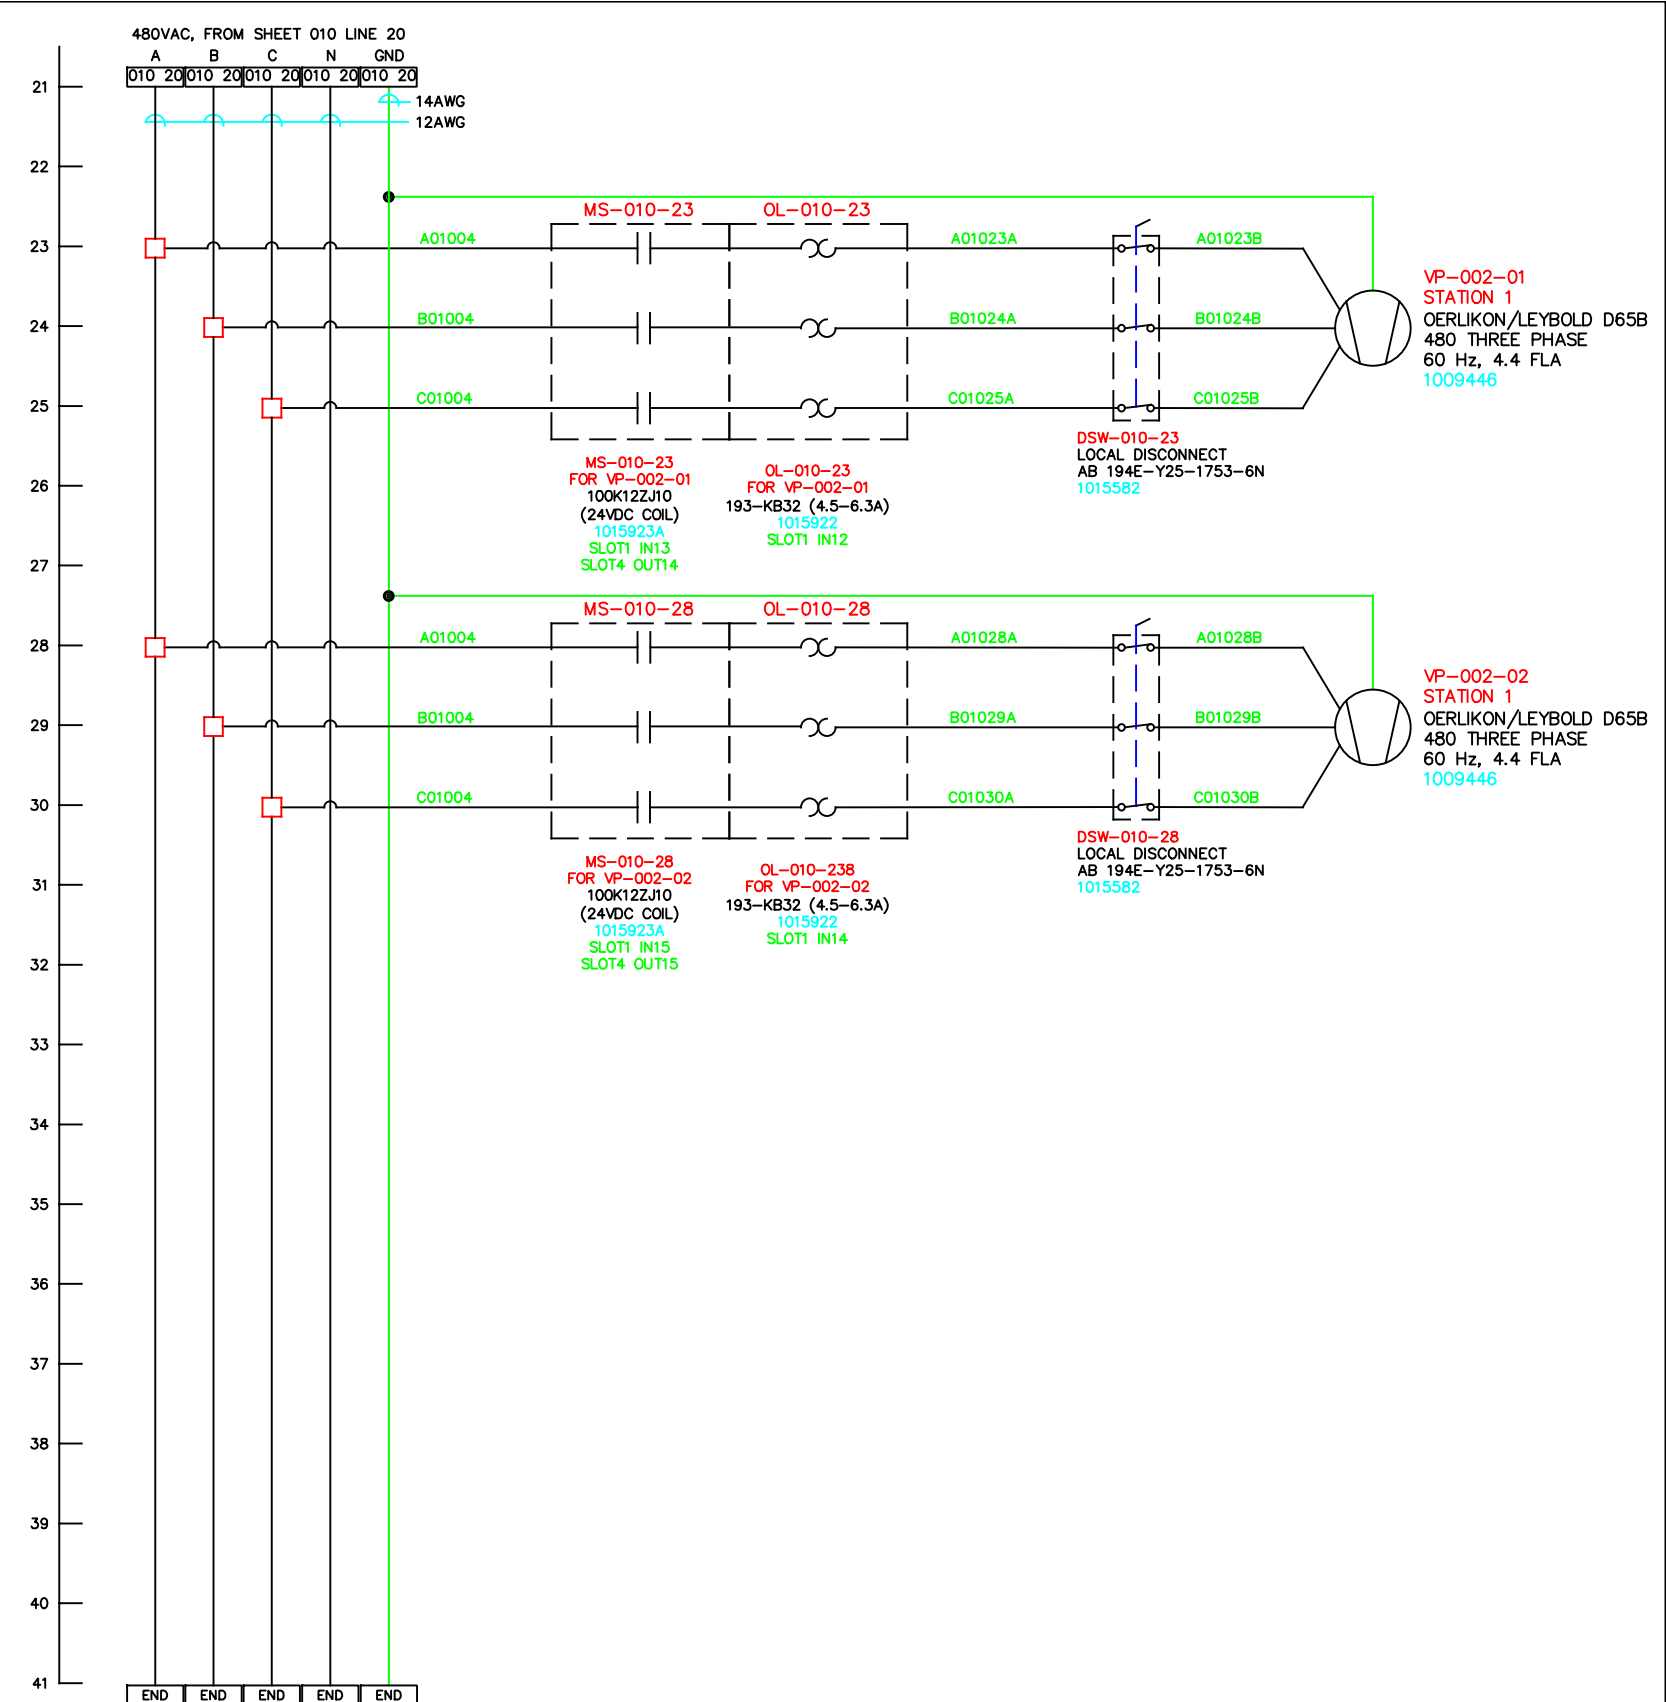 480VAC, FROM SHEET 010 LINE 20
A B C N GND
010 20 010 20 010 20 010 20 010 20
21
14AWG
12AWG
22
MS-010-23 OL-010-23
23
A01004 A01023A A01023B
24
B01004 B01024A B01024B
25
C01004 C01025A C01025B
VP-002-01
STATION 1
OERLIKON/LEYBOLD D65B
480 THREE PHASE
60 Hz, 4.4 FLA
1009446
DSW-010-23
LOCAL DISCONNECT
AB 194E-Y25-1753-6N
1015582
MS-010-23
FOR VP-002-01
100K12ZJ10
(24VDC COIL)
1015923A
SLOT1 IN13
SLOT4 OUT14
OL-010-23
FOR VP-002-01
193-KB32 (4.5-6.3A)
1015922
SLOT1 IN12
26
27
MS-010-28 OL-010-28
28
A01004 A01028A A01028B
29
B01004 B01029A B01029B
30
C01004 C01030A C01030B
VP-002-02
STATION 1
OERLIKON/LEYBOLD D65B
480 THREE PHASE
60 Hz, 4.4 FLA
1009446
DSW-010-28
LOCAL DISCONNECT
AB 194E-Y25-1753-6N
1015582
MS-010-28
FOR VP-002-02
100K12ZJ10
(24VDC COIL)
1015923A
SLOT1 IN15
SLOT4 OUT15
OL-010-238
FOR VP-002-02
193-KB32 (4.5-6.3A)
1015922
SLOT1 IN14
31
32
33
34
35
36
37
38
39
40
41
END END END END END